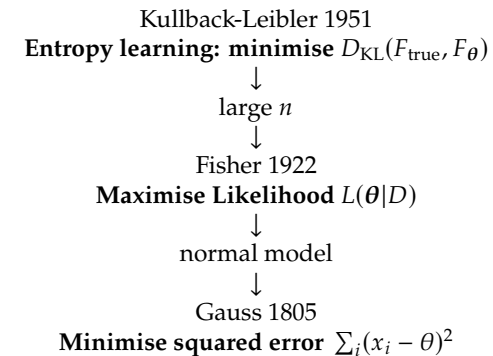 Kullback-Leibler 1951
Entropy learning: minimise D_KL(F_true, F_θ)
↓
large n
↓
Fisher 1922
Maximise Likelihood L(θ|D)
↓
normal model
↓
Gauss 1805
Minimise squared error ∑_i(x_i − θ)²